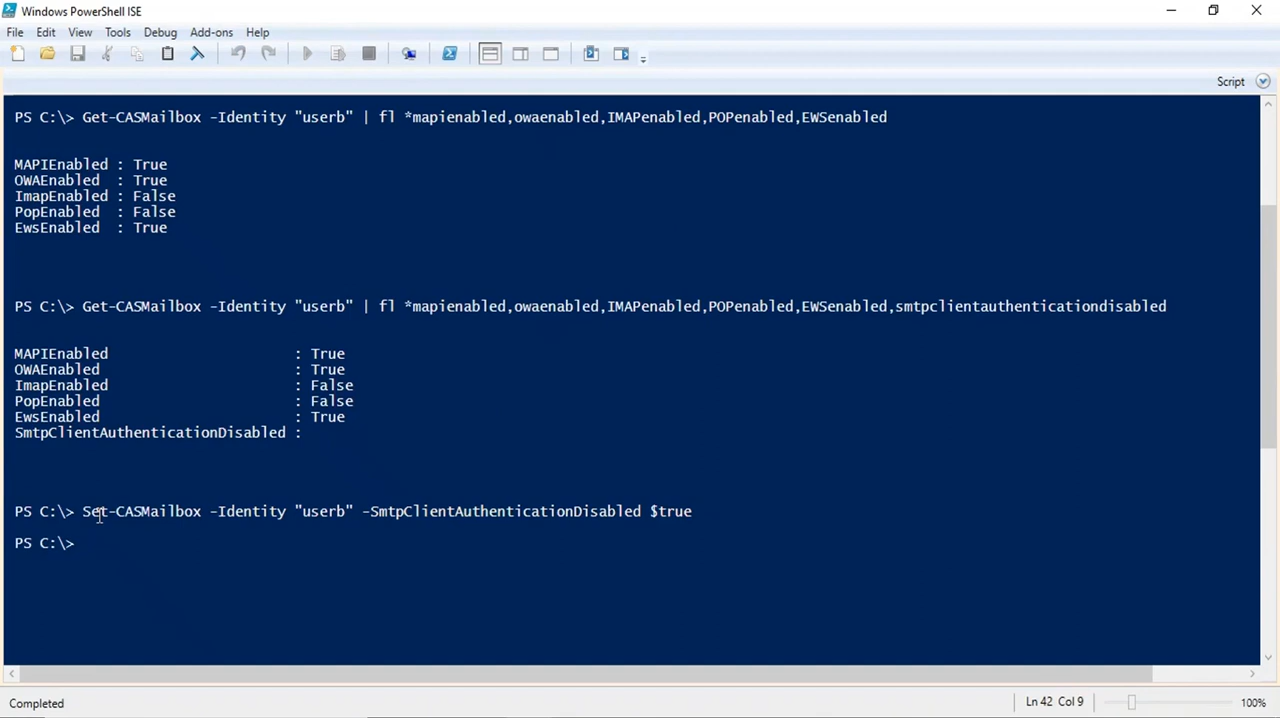 Windows PowerShell ISE
File Edit View Tools Debug Add-ons Help
Script
PS C:\> Get-CASMailbox -Identity "userb" | fl *mapienabled,owaenabled,IMAPenabled,POPenabled,EWSenabled
MAPIEnabled : True
OWAEnabled : True
ImapEnabled : False
PopEnabled : False
EwsEnabled : True
PS C:\> Get-CASMailbox -Identity "userb" | fl *mapienabled,owaenabled,IMAPenabled,POPenabled,EWSenabled,smtpclientauthenticationdisabled
MAPIEnabled : True
OWAEnabled : True
ImapEnabled : False
PopEnabled : False
EwsEnabled : True
SmtpClientAuthenticationDisabled :
PS C:\> Set-CASMailbox -Identity "userb" -SmtpClientAuthenticationDisabled $true
PS C:\>
Completed Ln 42 Col 9 100%